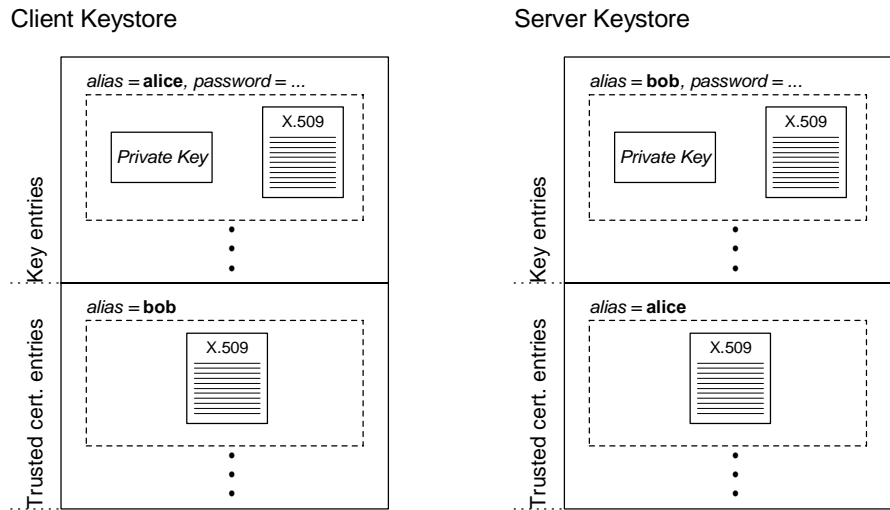 Client Keystore
alias = alice, password = ...
X.509
Private Key
Key entries
alias = bob
X.509
Trusted cert. entries
Server Keystore
alias = bob, password = ...
X.509
Private Key
Key entries
alias = alice
X.509
Trusted cert. entries